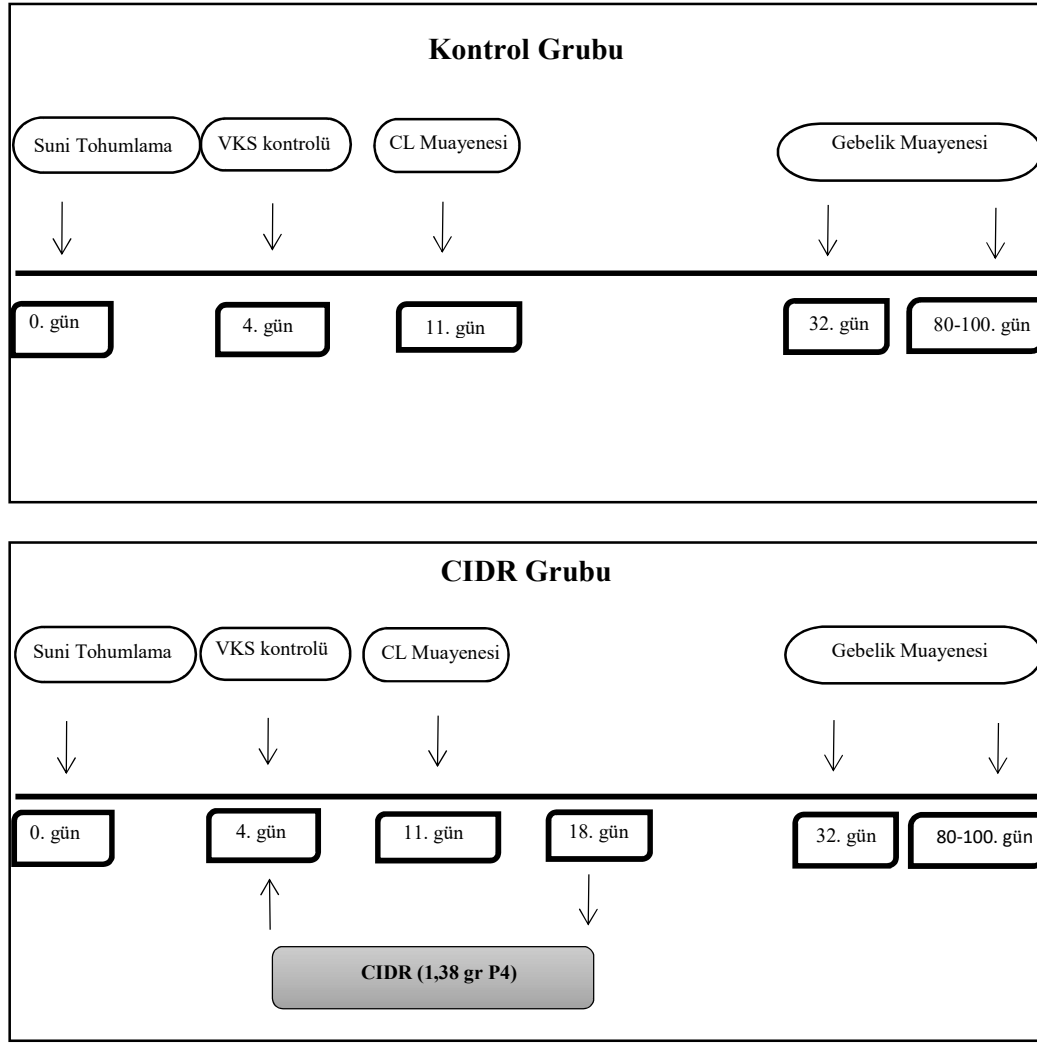 Kontrol Grubu
Suni Tohumlama
VKS kontrolü
CL Muayenesi
Gebelik Muayenesi
0. gün
4. gün
11. gün
32. gün
80-100. gün
CIDR Grubu
Suni Tohumlama
VKS kontrolü
CL Muayenesi
Gebelik Muayenesi
0. gün
4. gün
11. gün
18. gün
32. gün
80-100. gün
CIDR (1,38 gr P4)